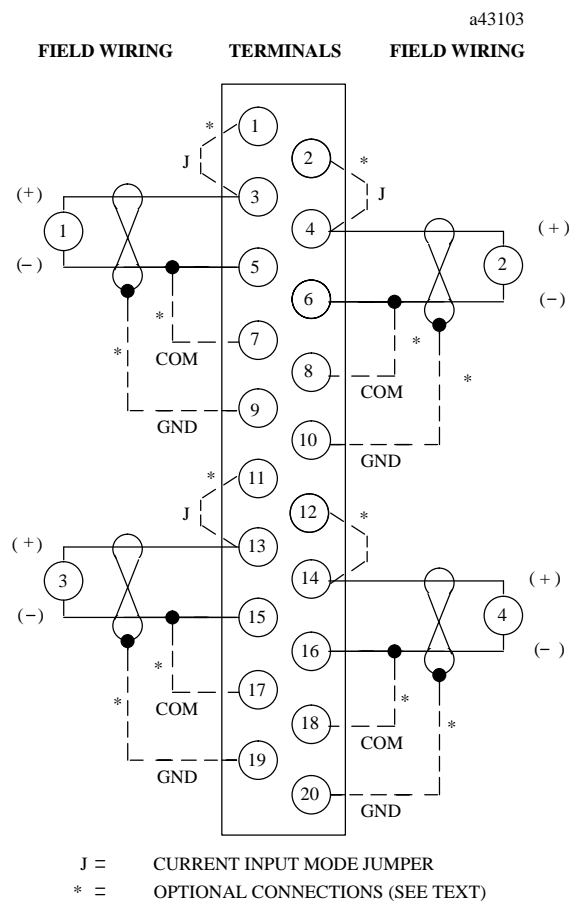 a43103
FIELD WIRING TERMINALS FIELD WIRING
* 1
2 *
J
J
(+) 3
4 (+)
1
2
(−) 5
6 (−)
* 7 *
COM
* 8 *
COM
9
GND
10
GND
* 11
12 *
J
(+) 13
14 (+)
3
4
(−) 15
16 (−)
* 17
COM
* 18 * *
COM
19
GND
20
GND
J = CURRENT INPUT MODE JUMPER
* = OPTIONAL CONNECTIONS (SEE TEXT)